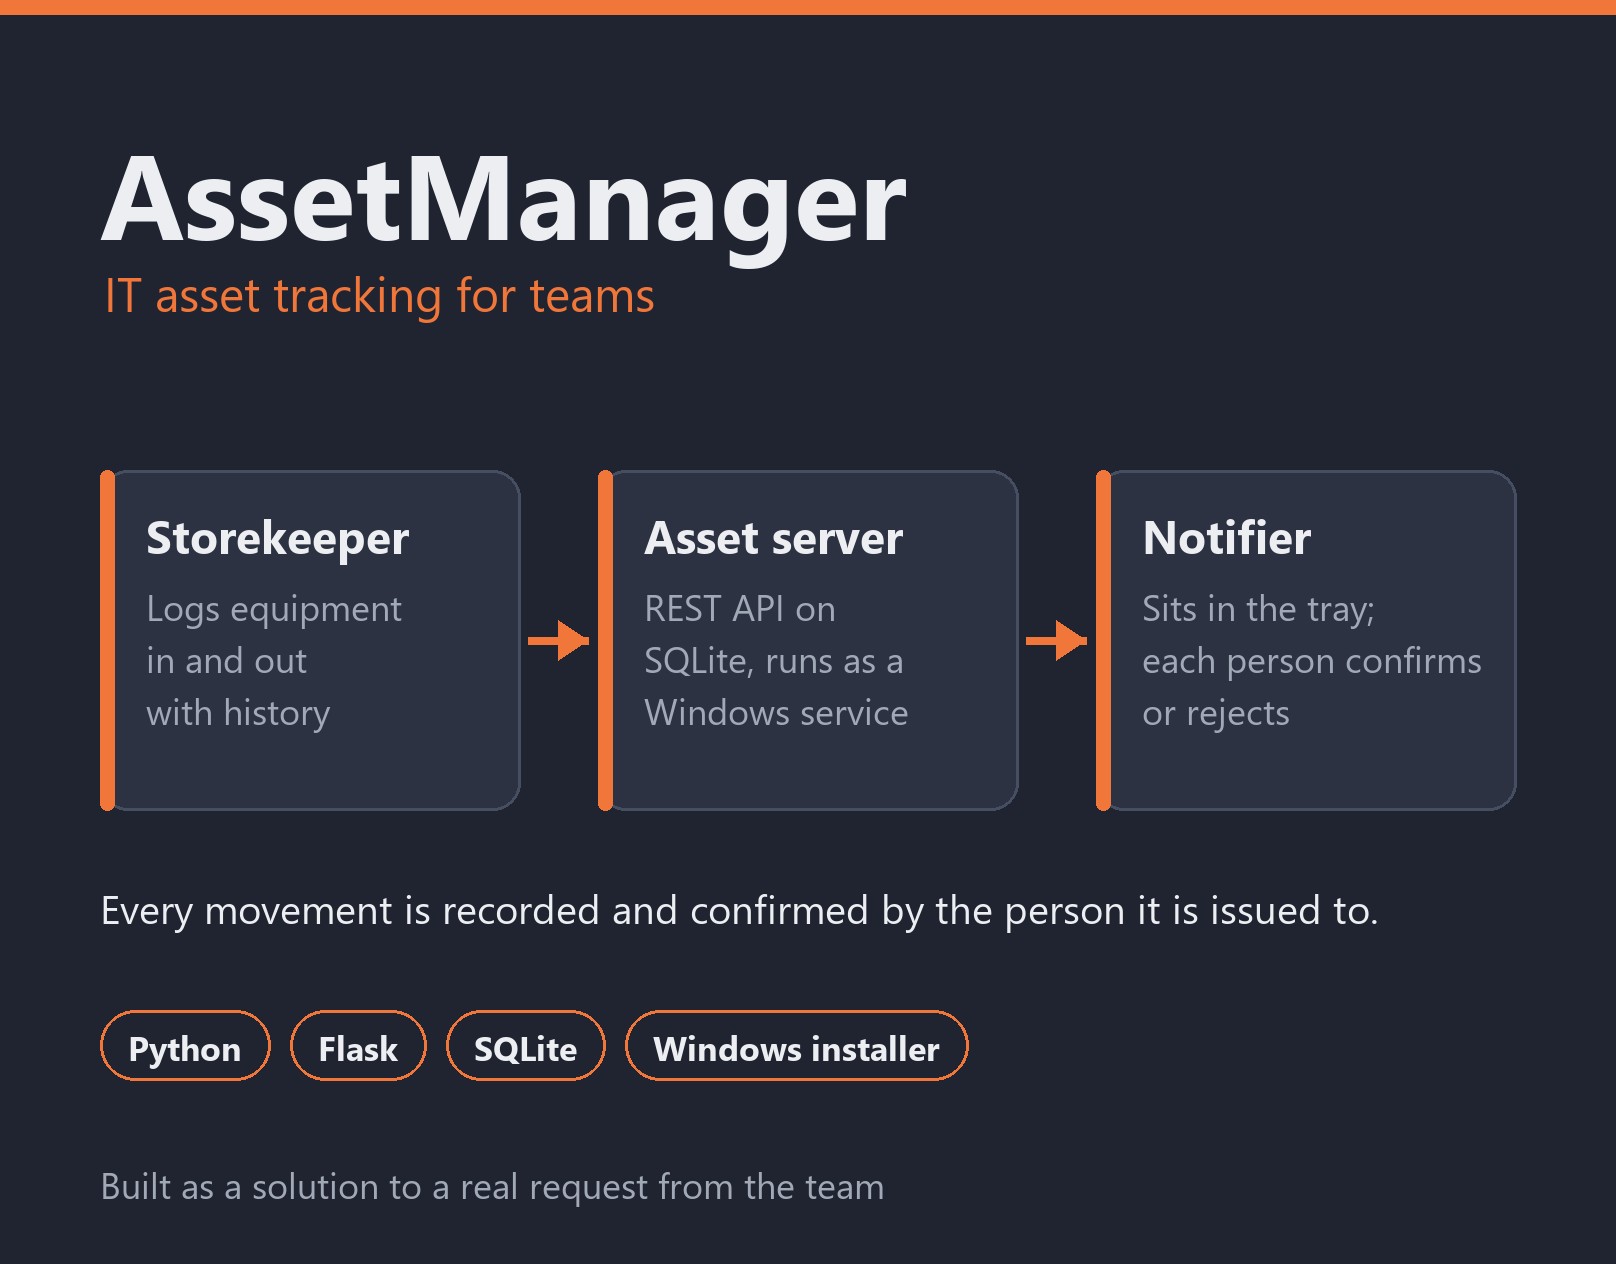 AssetManager
IT asset tracking for teams
Storekeeper
Logs equipment
in and out
with history
Asset server
REST API on
SQLite, runs as a
Windows service
Notifier
Sits in the tray;
each person confirms
or rejects
Every movement is recorded and confirmed by the person it is issued to.
Python
Flask
SQLite
Windows installer
Built as a solution to a real request from the team